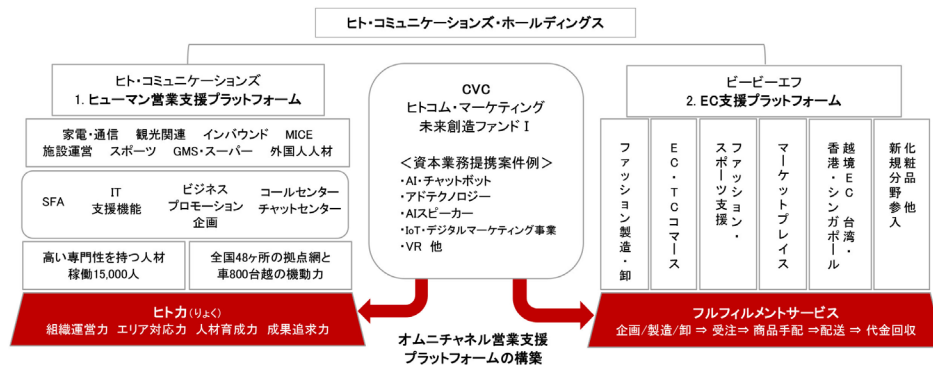 ヒト・コミュニケーションズ・ホールディングス
ヒト・コミュニケーションズ
1. ヒューマン営業支援プラットフォーム
家電・通信 観光関連 インバウンド MICE
施設運営 スポーツ GMS・スーパー 外国人人材
SFA
IT
支援機能
ビジネス
プロモーション
企画
コールセンター
チャットセンター
高い専門性を持つ人材
稼働15,000人
全国48ヶ所の拠点網と
車800台越の機動力
ヒト力(りょく)
組織運営力 エリア対応力 人材育成力 成果追求力
CVC
ヒトコム・マーケティング
未来創造ファンドⅠ
＜資本業務提携案件例＞
・AI・チャットボット
・アドテクノロジー
・AIスピーカー
・IoT・デジタルマーケティング事業
・VR 他
オムニチャネル営業支援
プラットフォームの構築
ビービーエフ
2. EC支援プラットフォーム
ファッション製造・卸
EC・TCコマース
ファッション・
スポーツ支援
マーケットプレイス
越境EC 台湾・
香港・シンガポール
化粧品 他
新規分野参入
フルフィルメントサービス
企画/製造/卸 ⇒ 受注⇒ 商品手配 ⇒配送 ⇒ 代金回収